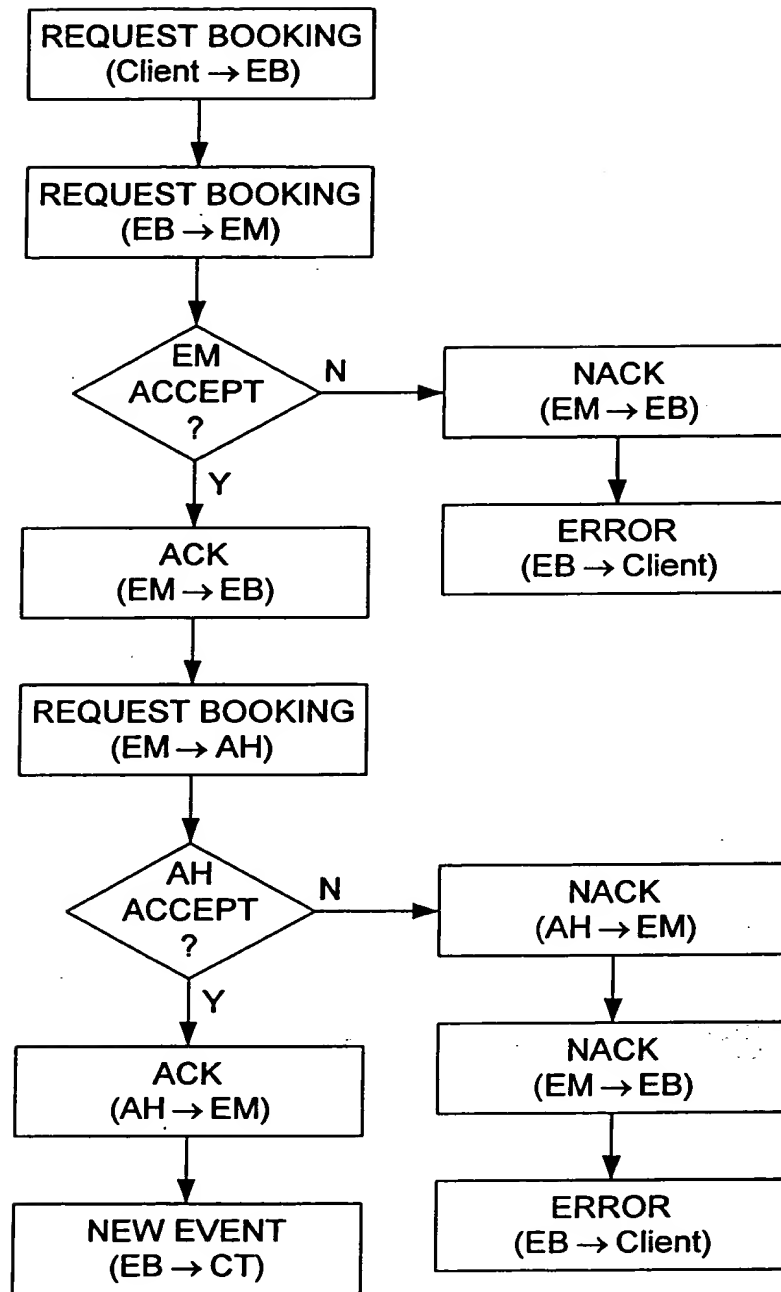 REQUEST BOOKING
(Client → EB)
REQUEST BOOKING
(EB → EM)
EM
ACCEPT
?
N
NACK
(EM → EB)
ERROR
(EB → Client)
Y
ACK
(EM → EB)
REQUEST BOOKING
(EM → AH)
AH
ACCEPT
?
N
NACK
(AH → EM)
NACK
(EM → EB)
ERROR
(EB → Client)
Y
ACK
(AH → EM)
NEW EVENT
(EB → CT)